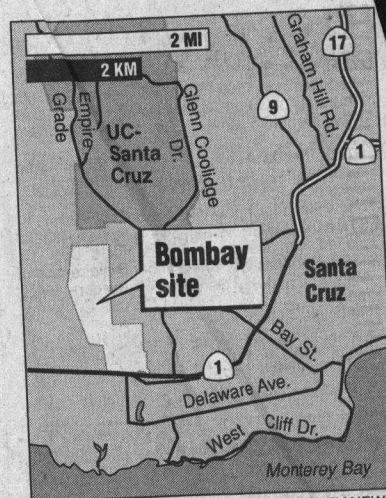 2 MI
2 KM
Empire
Grade
UC-
Santa
Cruz
Glenn Coolidge
Dr.
9
Graham Hill Rd.
17
1
Bombay
site
Santa
Cruz
Bay St.
1
Delaware Ave.
West Cliff Dr.
Monterey Bay